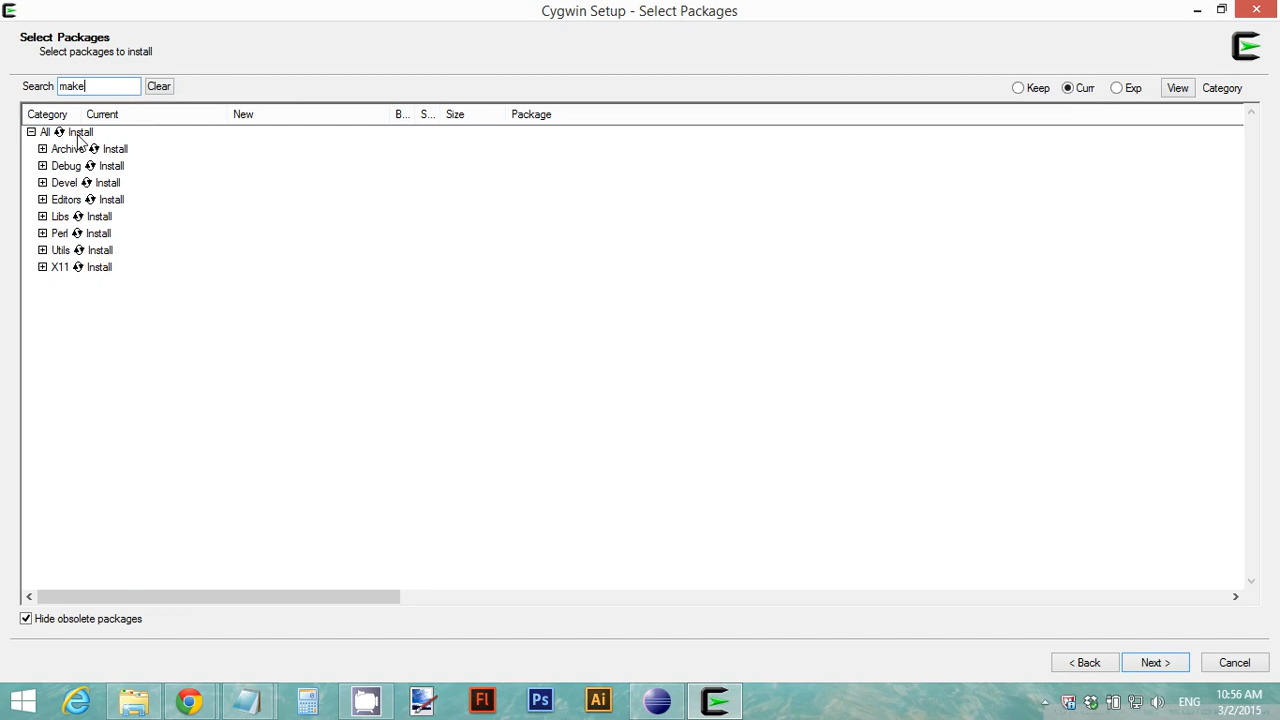 Cygwin Setup - Select Packages
Select Packages
Select packages to install
Search make Clear Keep Curr Exp View Category
Category Current New B... S... Size Package
All Install
Archive Install
Debug Install
Devel Install
Editors Install
Libs Install
Perl Install
Utils Install
X11 Install
Hide obsolete packages
< Back Next > Cancel
Fl Ps Ai ENG 10:56 AM
3/2/2015